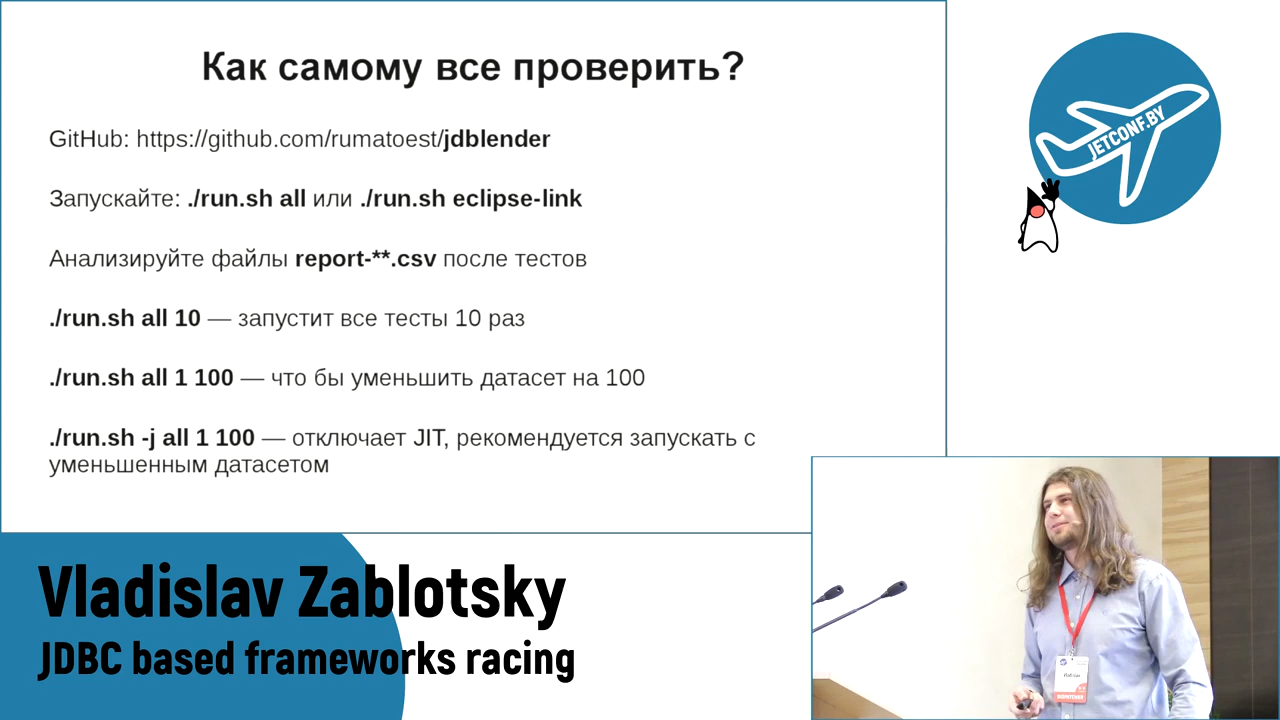 Как самому все проверить?
GitHub: https://github.com/rumatoest/jdblender
Запускайте: ./run.sh all или ./run.sh eclipse-link
Анализируйте файлы report-**.csv после тестов
./run.sh all 10 — запустит все тесты 10 раз
./run.sh all 1 100 — что бы уменьшить датасет на 100
./run.sh -j all 1 100 — отключает JIT, рекомендуется запускать с
уменьшенным датасетом
JETCONF.BY
Vladislav Zablotsky
JDBC based frameworks racing